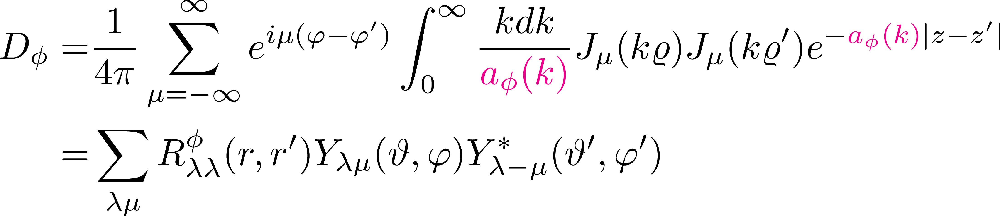 $D_\phi = \frac{1}{4\pi} \sum_{\mu=-\infty}^{\infty} e^{i\mu(\varphi-\varphi')} \int_0^\infty \frac{kdk}{a_\phi(k)} J_\mu(k\varrho) J_\mu(k\varrho') e^{-a_\phi(k)|z-z'|}$
$= \sum_{\lambda\mu} R^\phi_{\lambda\lambda}(r,r') Y_{\lambda\mu}(\vartheta,\varphi) Y^*_{\lambda-\mu}(\vartheta',\varphi')$